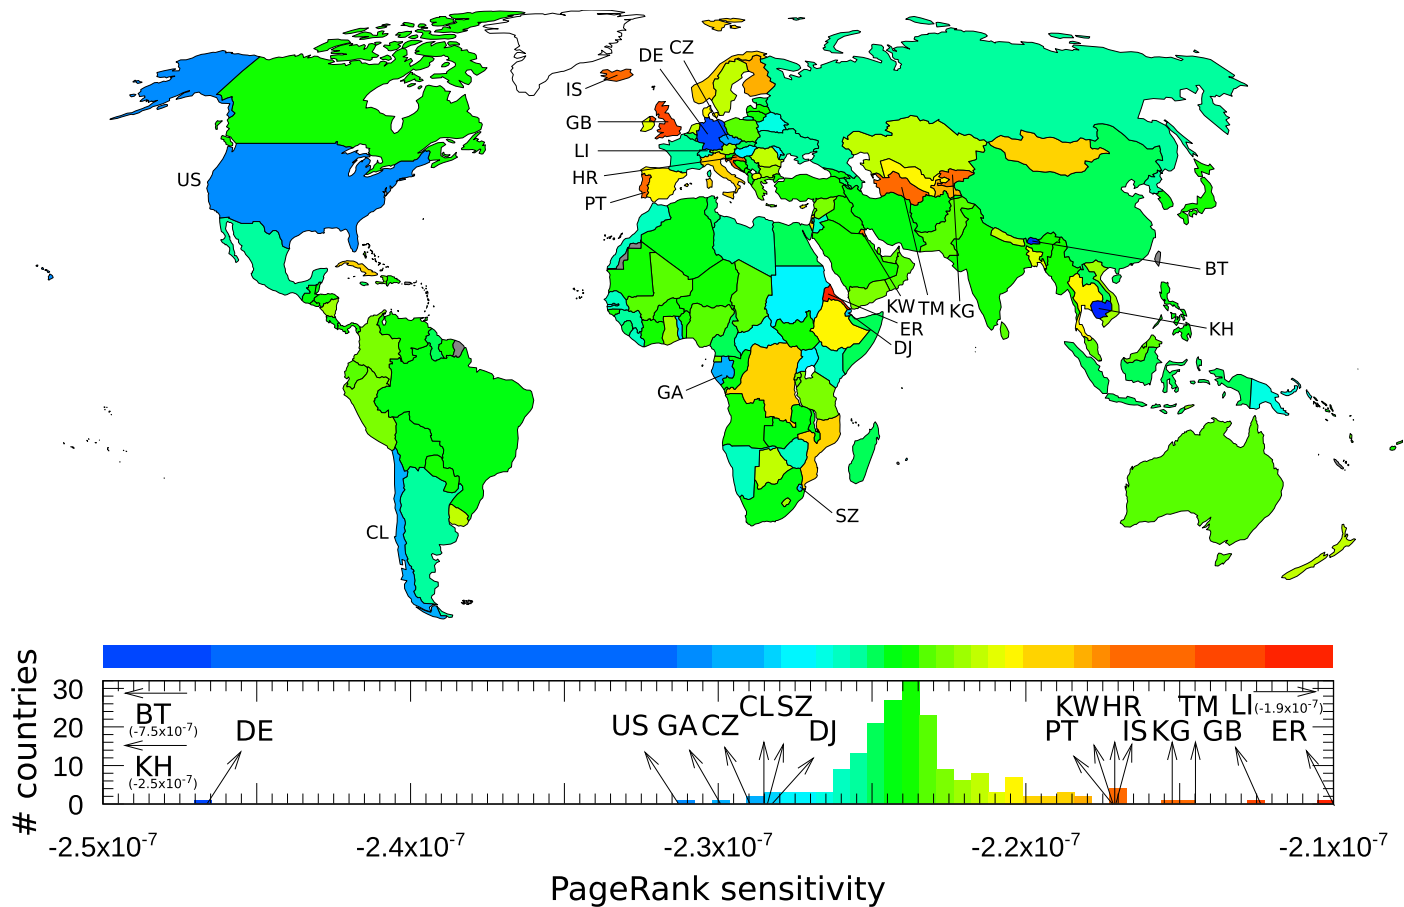 DE CZ
IS
GB
LI
HR
PT
US
BT
KW TM KG
ER
KH
DJ
GA
SZ
CL
# countries
30
20
10
0
BT
(-7.5x10-7)
KH
(-2.5x10-7)
DE
US GA CZ
CL SZ
DJ
KW HR TM LI (-1.9x10-7)
PT IS KG GB ER
-2.5x10-7 -2.4x10-7 -2.3x10-7 -2.2x10-7 -2.1x10-7
PageRank sensitivity